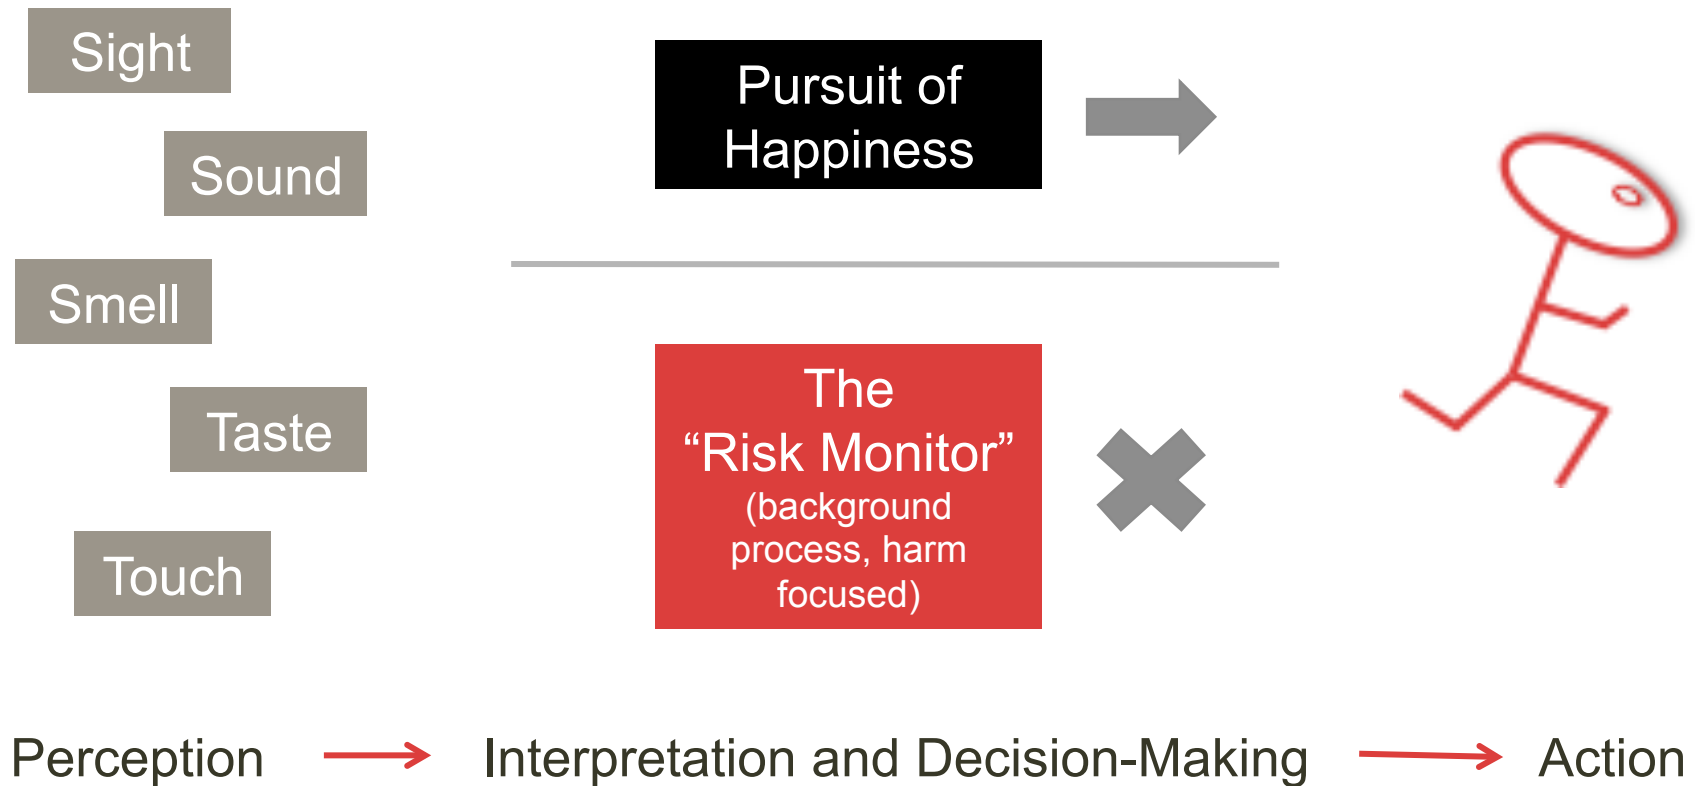 Sight
Sound
Smell
Taste
Touch
Pursuit of
Happiness
The
“Risk Monitor”
(background
process, harm
focused)
Perception
Interpretation and Decision-Making
Action